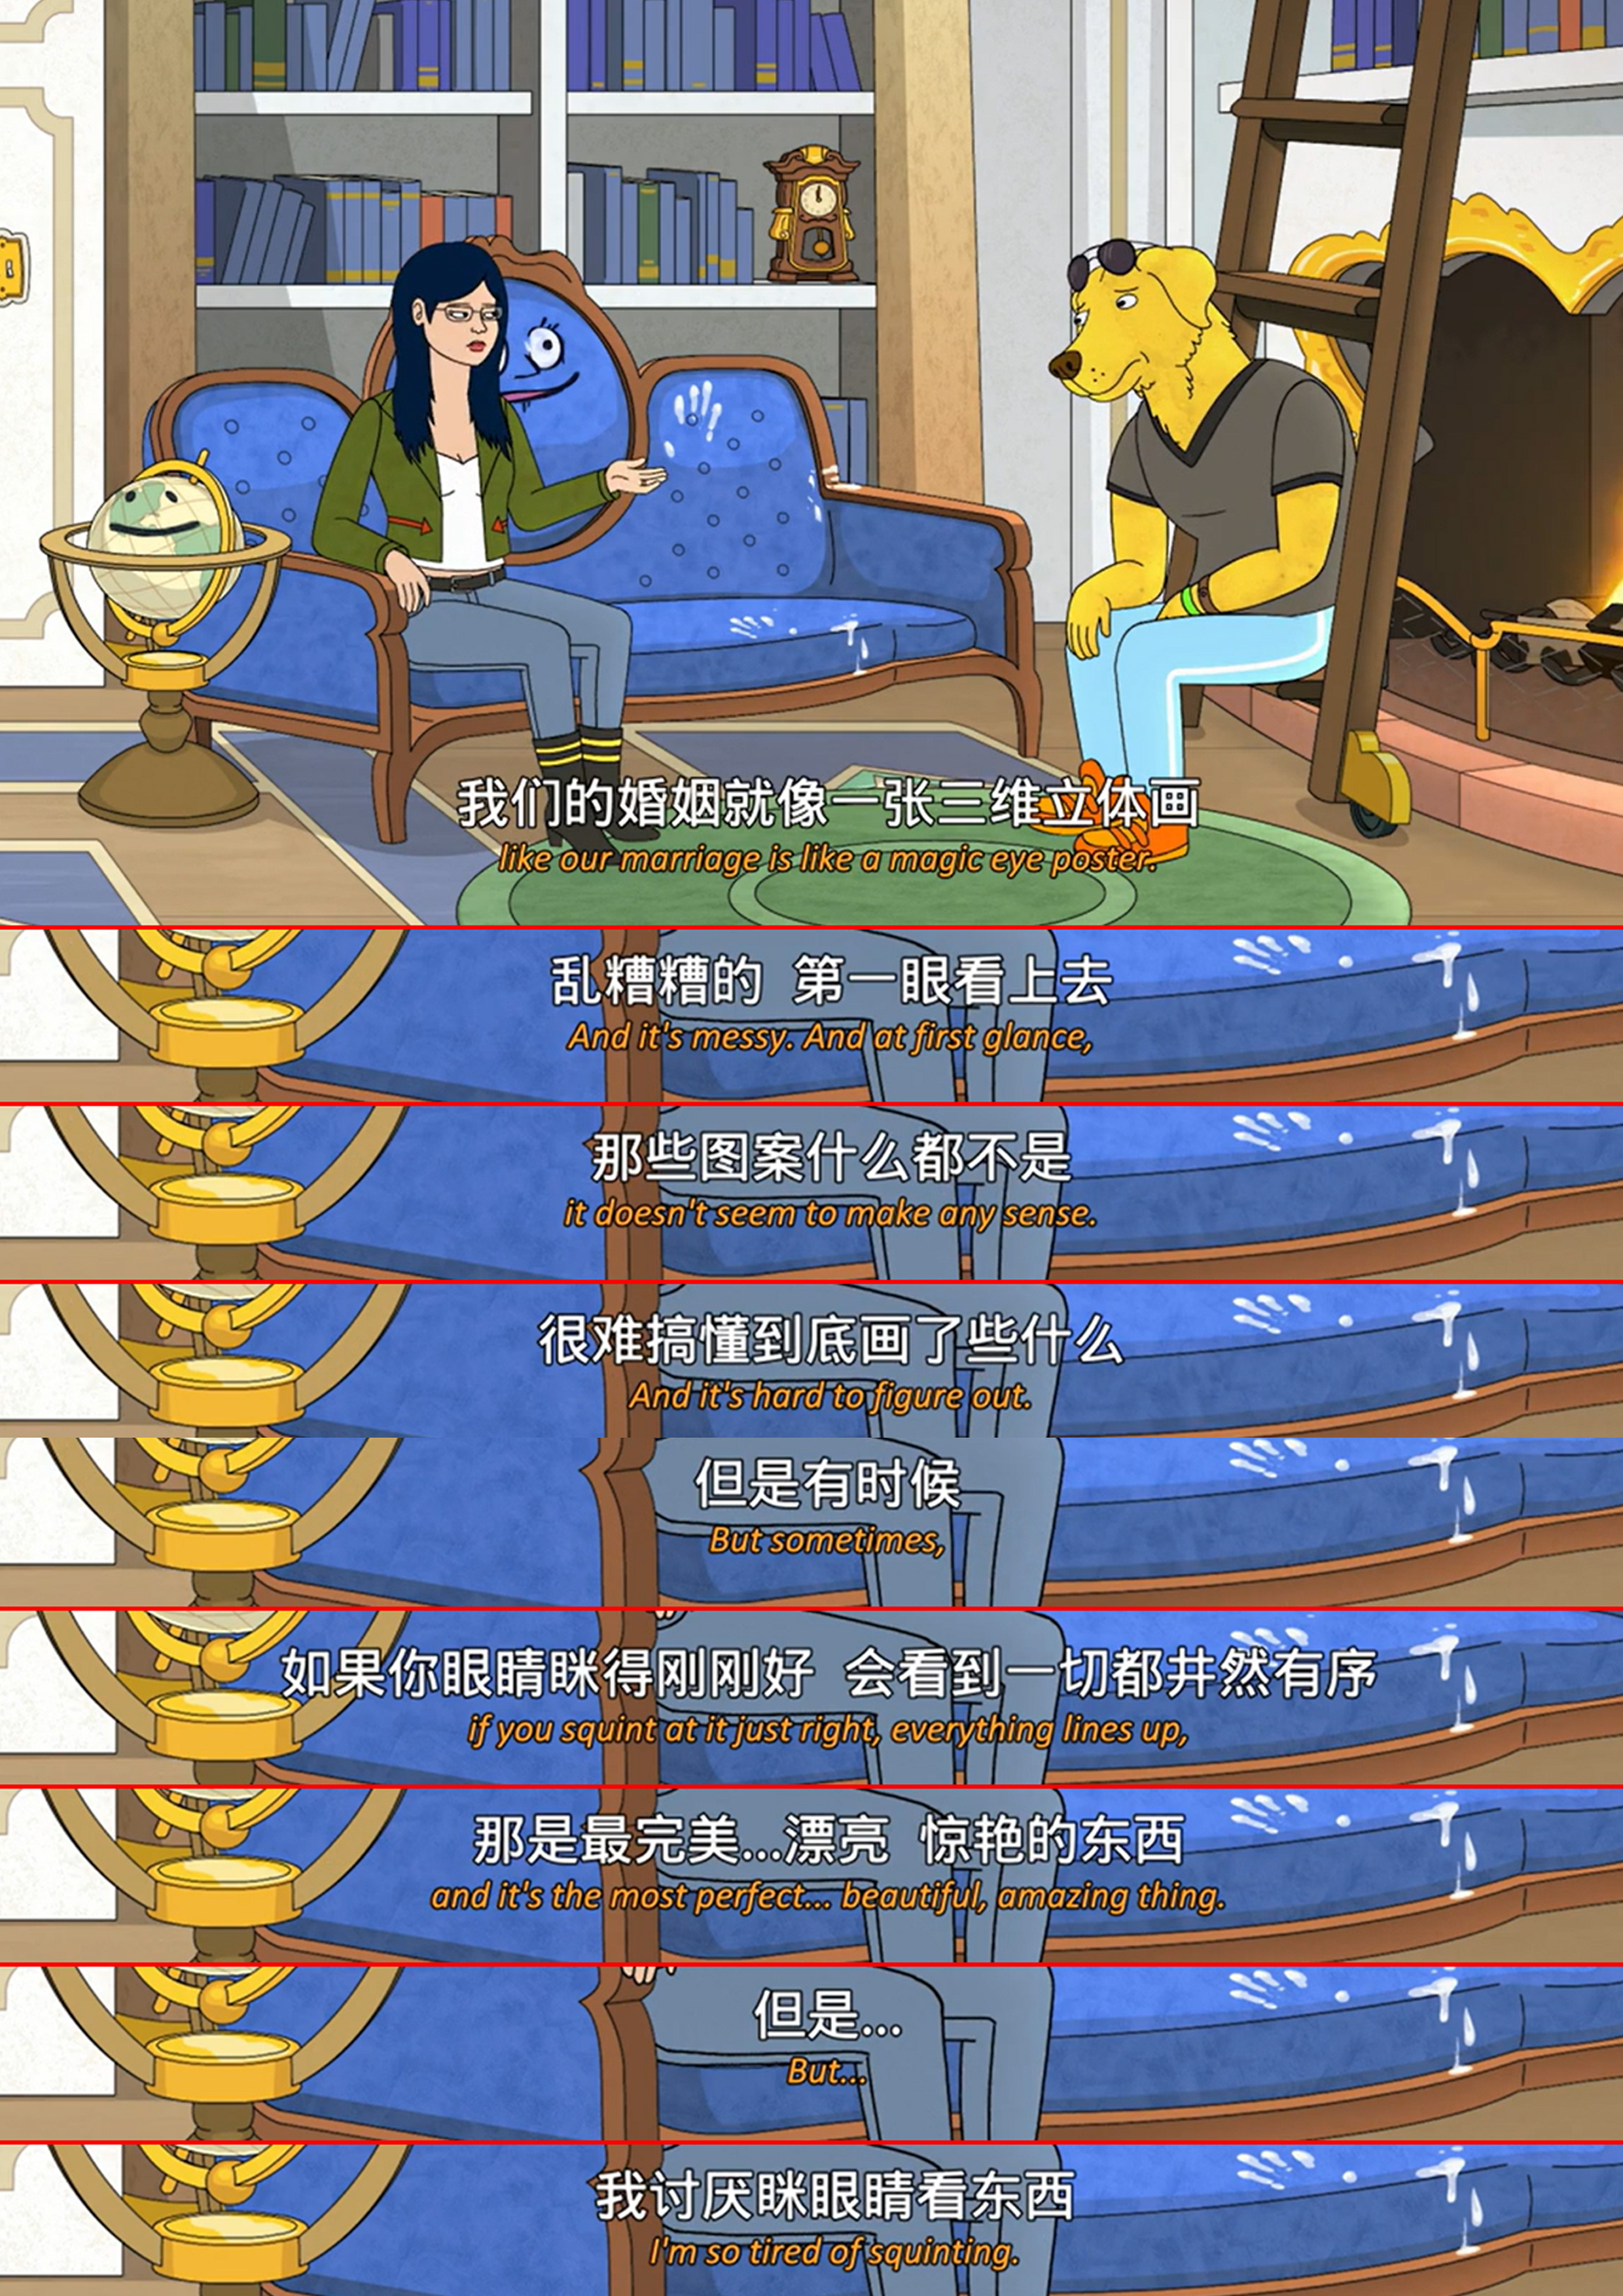 我们的婚姻就像一张三维立体画
like our marriage is like a magic eye poster.
乱糟糟的 第一眼看上去
And it's messy. And at first glance,
那些图案什么都不是
it doesn't seem to make any sense.
很难搞懂到底画了些什么
And it's hard to figure out.
但是有时候
But sometimes,
如果你眼睛眯得刚刚好 会看到一切都井然有序
if you squint at it just right, everything lines up,
那是最完美...漂亮 惊艳的东西
and it's the most perfect... beautiful, amazing thing.
但是...
But...
我讨厌眯眼睛看东西
I'm so tired of squinting.